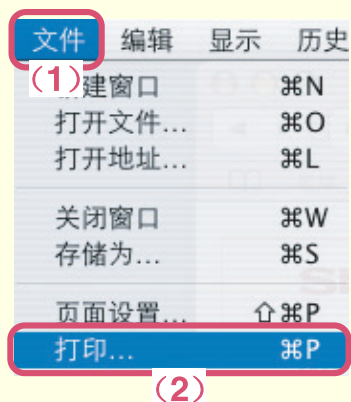 文件 编辑 显示 历史
(1)建窗口 ⌘N
打开文件... ⌘O
打开地址... ⌘L
关闭窗口 ⌘W
存储为... ⌘S
页面设置... ⇧⌘P
打印... ⌘P
(2)